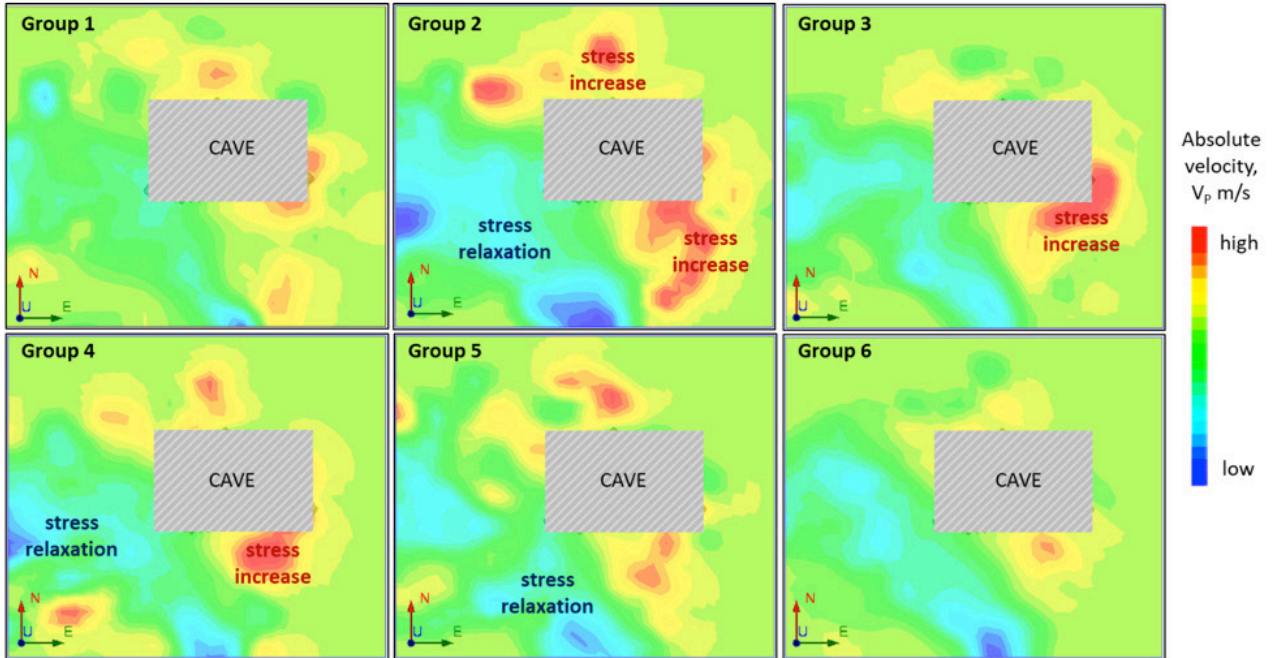 Group 1
CAVE
N
U
E
Group 2
stress
increase
CAVE
stress
relaxation
stress
increase
N
U
E
Group 3
CAVE
stress
increase
N
U
E
Absolute
velocity,
Vₚ m/s
high
low
Group 4
CAVE
stress
relaxation
stress
increase
N
U
E
Group 5
CAVE
stress
relaxation
N
U
E
Group 6
CAVE
N
U
E